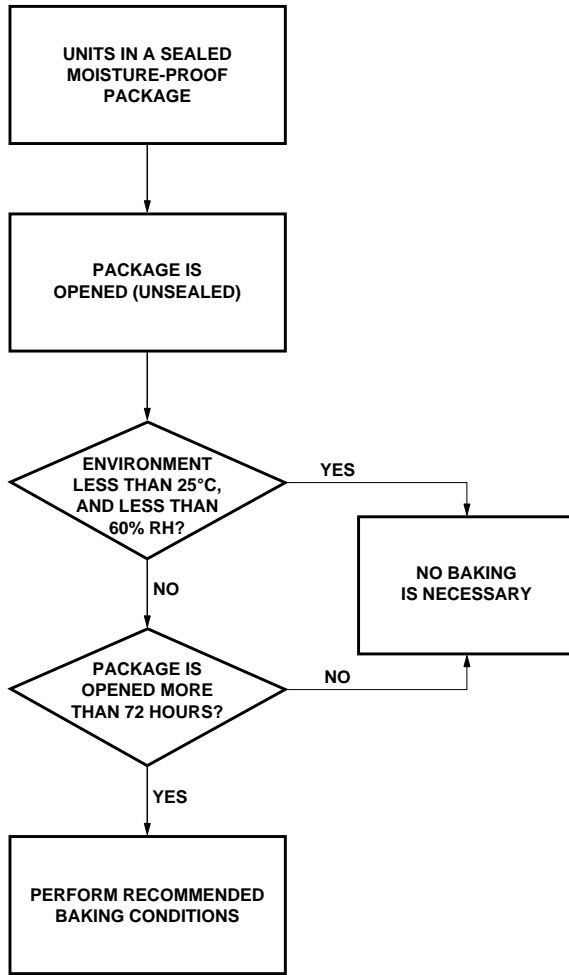 UNITS IN A SEALED
MOISTURE-PROOF
PACKAGE
PACKAGE IS
OPENED (UNSEALED)
ENVIRONMENT
LESS THAN 25°C,
AND LESS THAN
60% RH?
YES
NO BAKING
IS NECESSARY
NO
PACKAGE IS
OPENED MORE
THAN 72 HOURS?
NO
YES
PERFORM RECOMMENDED
BAKING CONDITIONS